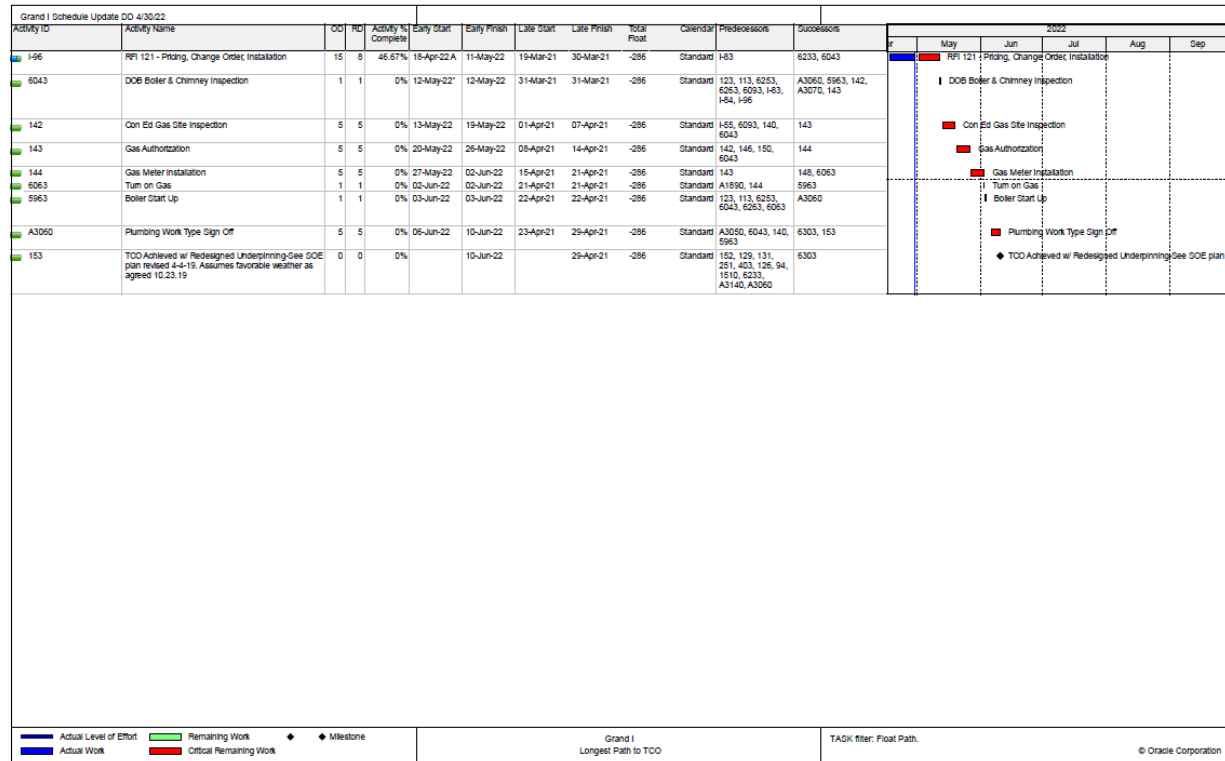 Grand I Schedule Update DD 4/30/22
Activity ID Activity Name OD RD Activity % Complete Early Start Early Finish Late Start Late Finish Total Float Calendar Predecessors Successors 2022
r May Jun Jul Aug Sep
I-96 RFI 121 - Pricing, Change Order, Installation 15 8 46.67% 18-Apr-22 A 11-May-22 19-Mar-21 30-Mar-21 -286 Standard I-83 6233, 6043 RFI 121 - Pricing, Change Order, Installation
6043 DOB Boiler & Chimney Inspection 1 1 0% 12-May-22* 12-May-22 31-Mar-21 31-Mar-21 -286 Standard 123, 113, 6253, A3060, 5963, 142, DOB Boiler & Chimney Inspection
6263, 6093, I-83, A3070, 143
I-84, I-96
142 Con Ed Gas Site Inspection 5 5 0% 13-May-22 19-May-22 01-Apr-21 07-Apr-21 -286 Standard I-55, 6093, 140, 143 Con Ed Gas Site Inspection
6043
143 Gas Authorization 5 5 0% 20-May-22 26-May-22 08-Apr-21 14-Apr-21 -286 Standard 142, 146, 150, 144 Gas Authorization
6043
144 Gas Meter Installation 5 5 0% 27-May-22 02-Jun-22 15-Apr-21 21-Apr-21 -286 Standard 143 148, 6063 Gas Meter Installation
6063 Turn on Gas 1 1 0% 02-Jun-22 02-Jun-22 21-Apr-21 21-Apr-21 -286 Standard A1890, 144 5963 Turn on Gas
5963 Boiler Start Up 1 1 0% 03-Jun-22 03-Jun-22 22-Apr-21 22-Apr-21 -286 Standard 123, 113, 6253, A3060 Boiler Start Up
6043, 6263, 6063
A3060 Plumbing Work Type Sign Off 5 5 0% 06-Jun-22 10-Jun-22 23-Apr-21 29-Apr-21 -286 Standard A3050, 6043, 140, 6303, 153 Plumbing Work Type Sign Off
5963
153 TCO Achieved w/ Redesigned Underpinning-See SOE 0 0 0% 10-Jun-22 29-Apr-21 -286 Standard 152, 129, 131, 6303 TCO Achieved w/ Redesigned Underpinning-See SOE plan
plan revised 4-4-19. Assumes favorable weather as 251, 403, 126, 94,
agreed 10.23.19 1510, 6233,
A3140, A3060
Actual Level of Effort Remaining Work Milestone Grand I TASK filter: Float Path.
Actual Work Critical Remaining Work Longest Path to TCO © Oracle Corporation